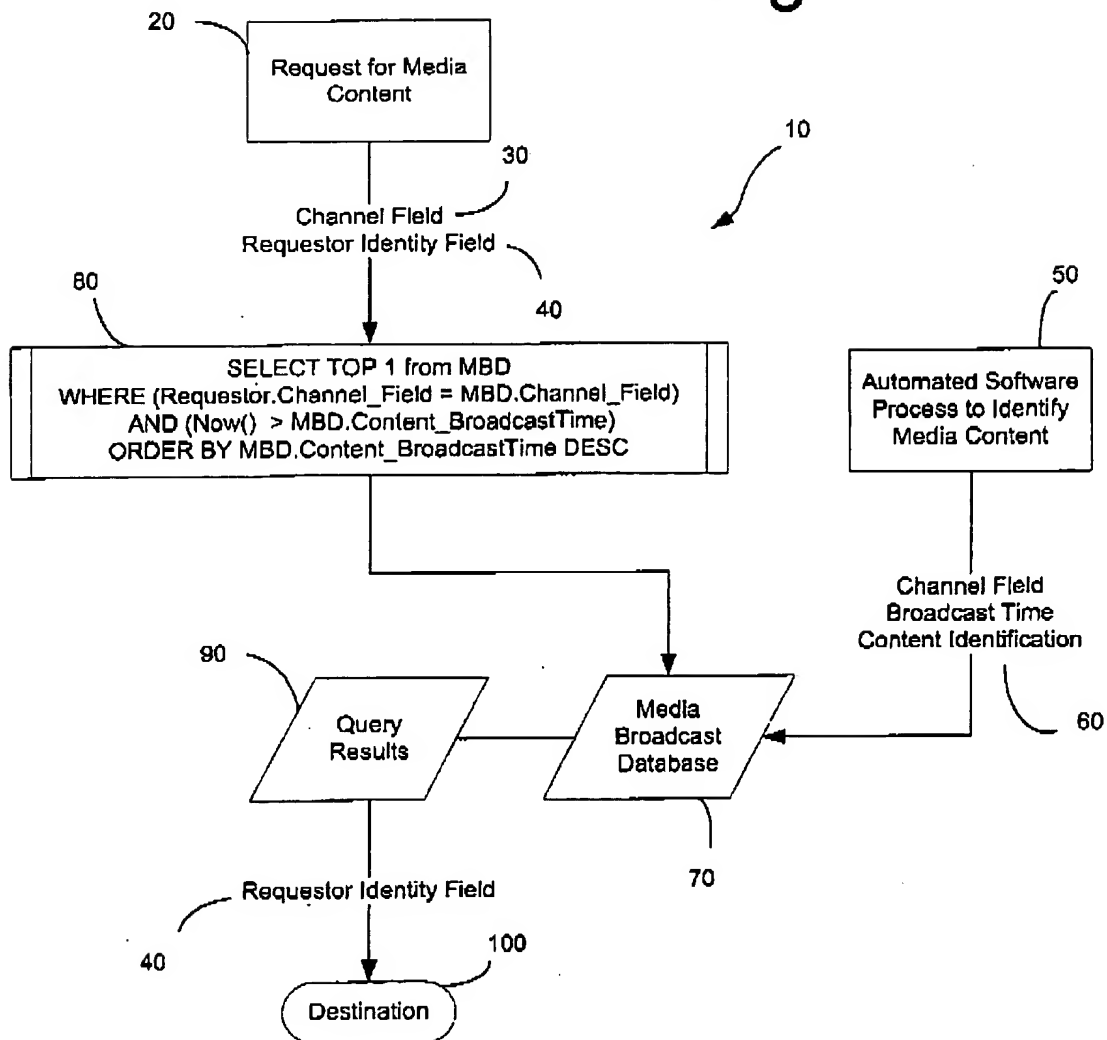 20
Request for Media
Content
10
30
Channel Field
Requestor Identity Field
40
80
50
SELECT TOP 1 from MBD
WHERE (Requestor.Channel_Field = MBD.Channel_Field)
AND (Now() > MBD.Content_BroadcastTime)
ORDER BY MBD.Content_BroadcastTime DESC
Automated Software
Process to Identify
Media Content
Channel Field
Broadcast Time
Content Identification
60
90
Query
Results
Media
Broadcast
Database
70
Requestor Identity Field
40
100
Destination